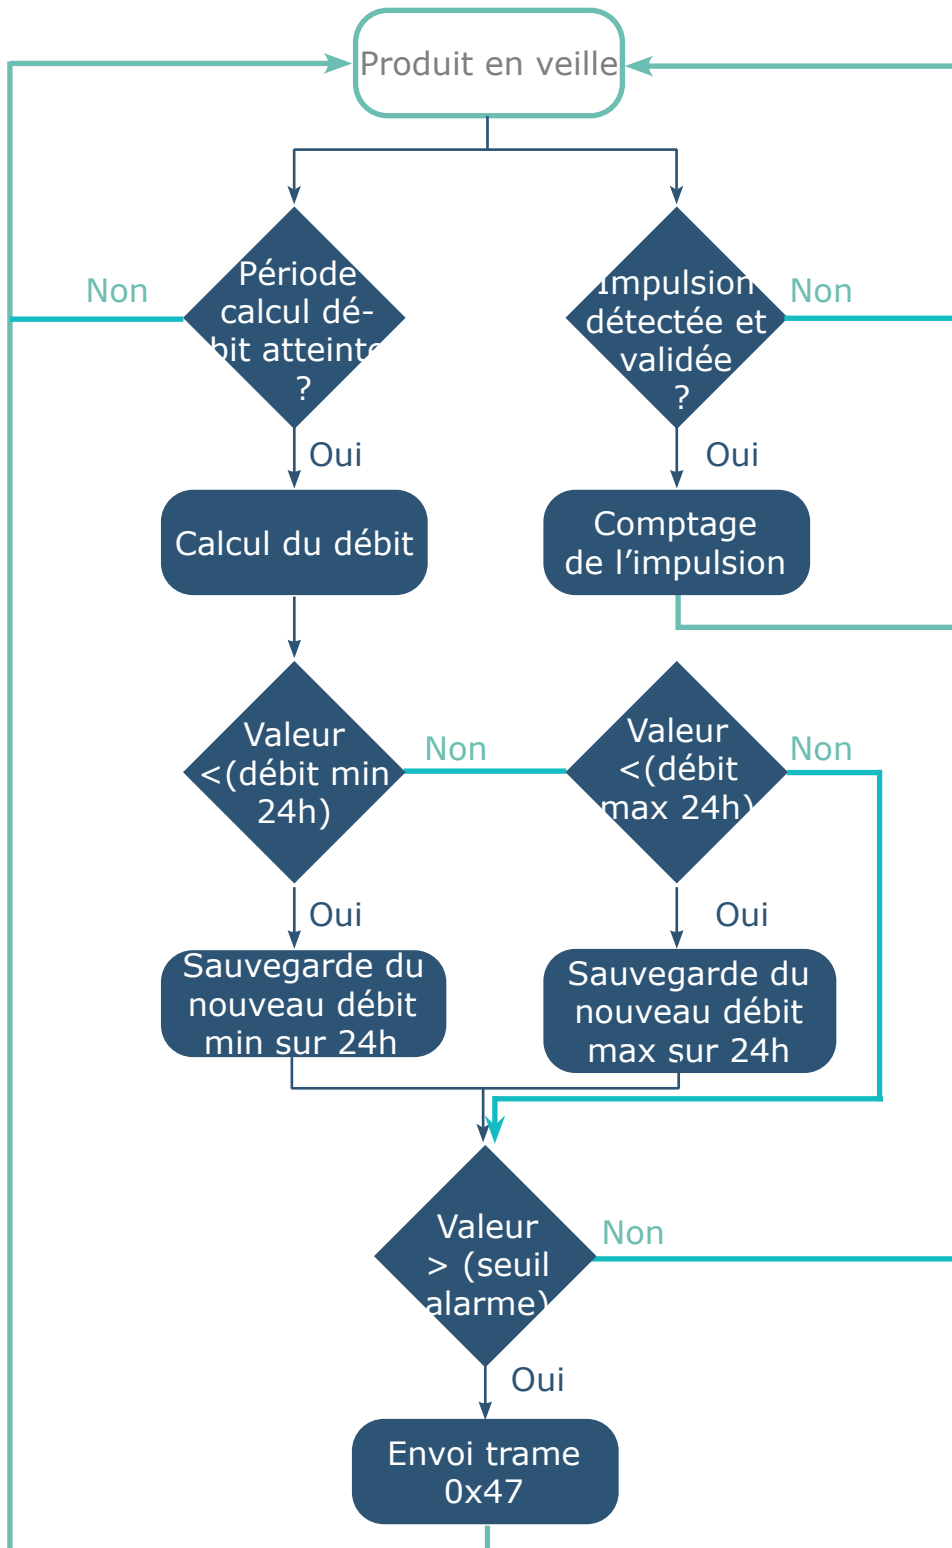 Produit en veille
Non
Période
calcul dé-
bit atteinte
?
Impulsion
détectée et
validée
?
Non
Oui
Oui
Calcul du débit
Comptage
de l’impulsion
Valeur
<(débit min
24h)
Non
Valeur
<(débit
max 24h)
Non
Oui
Oui
Sauvegarde du
nouveau débit
min sur 24h
Sauvegarde du
nouveau débit
max sur 24h
Valeur
> (seuil
alarme)
Non
Oui
Envoi trame
0x47